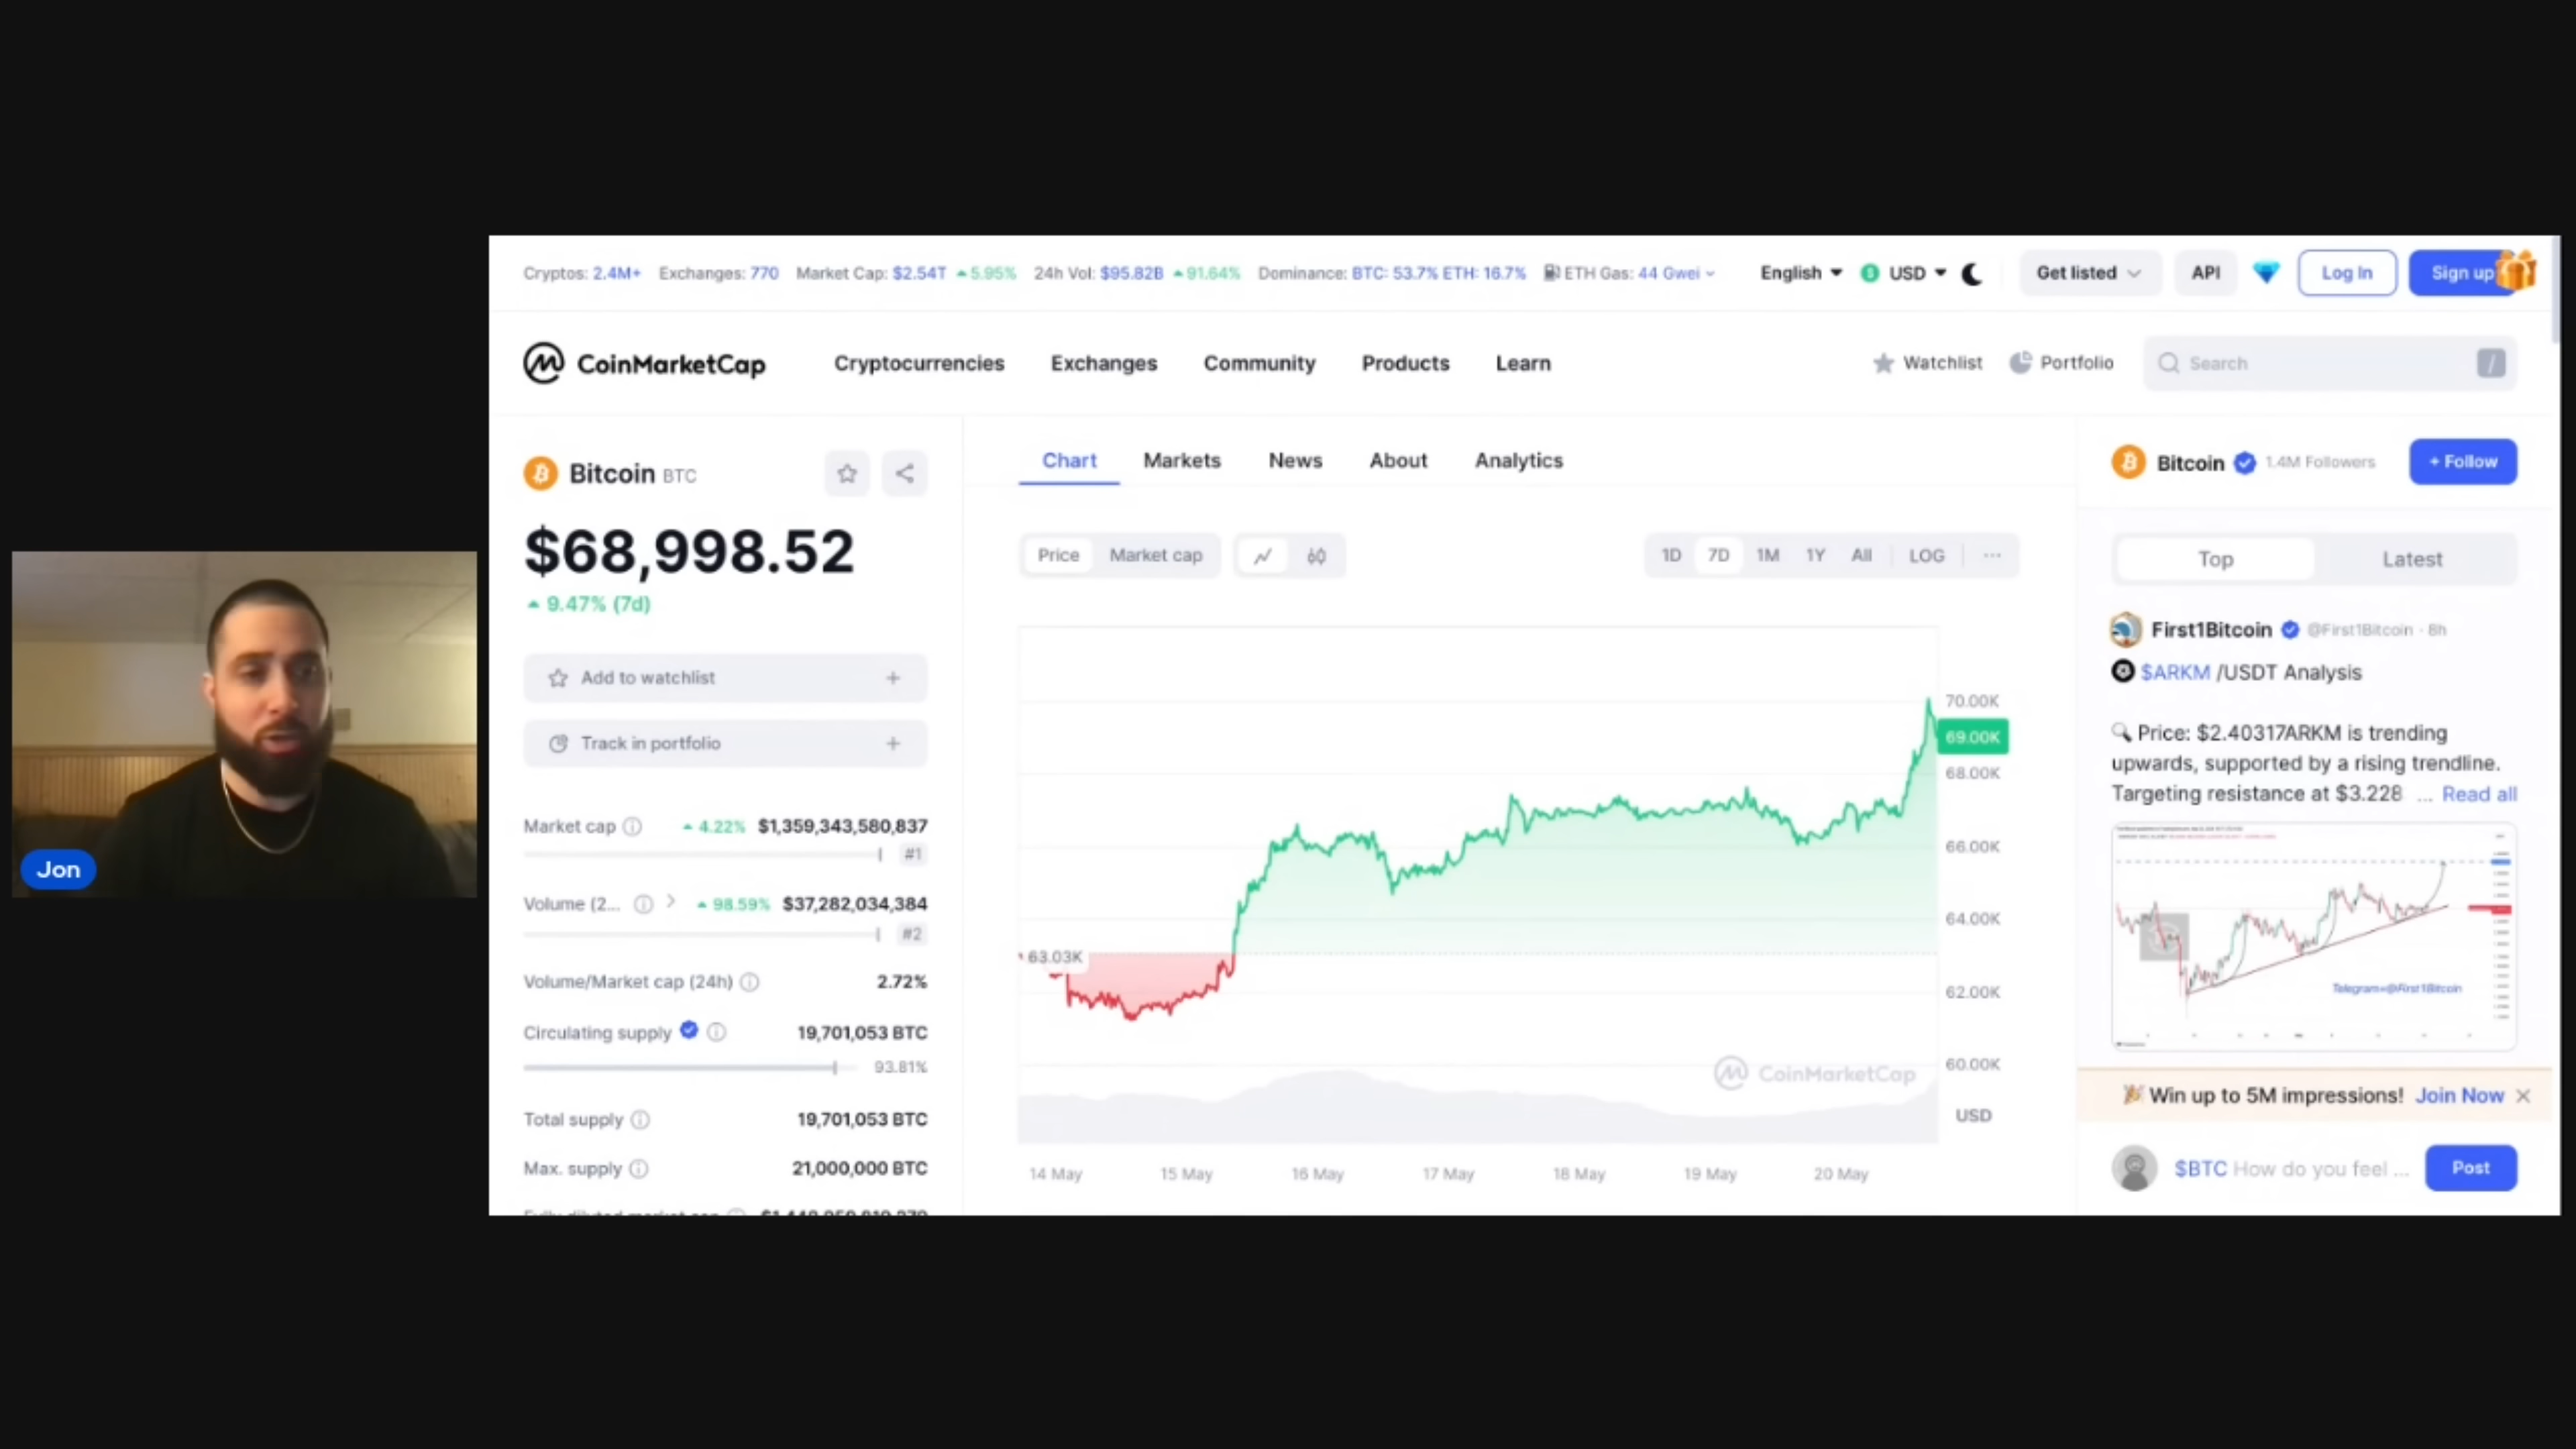 Cryptos: 2.4M+ Exchanges: 770 Market Cap: $2.54T 5.95% 24h Vol: $95.82B 91.64% Dominance: BTC: 53.7% ETH: 16.7% ETH Gas: 44 Gwei English USD Get listed API Log In Sign up
CoinMarketCap Cryptocurrencies Exchanges Community Products Learn Watchlist Portfolio Search /
Bitcoin BTC
$68,998.52
9.47% (7d)
Add to watchlist +
Track in portfolio +
Market cap 4.22% $1,359,343,580,837
#1
Volume (2... 98.59% $37,282,034,384
#2
Volume/Market cap (24h) 2.72%
Circulating supply 19,701,053 BTC
93.81%
Total supply 19,701,053 BTC
Max. supply 21,000,000 BTC
Chart Markets News About Analytics
Price Market cap 1D 7D 1M 1Y All LOG ...
70.00K
69.00K
68.00K
66.00K
64.00K
63.03K
62.00K
60.00K
CoinMarketCap
USD
14 May 15 May 16 May 17 May 18 May 19 May 20 May
Bitcoin 1.4M Followers + Follow
Top Latest
First1Bitcoin @First1Bitcoin · 8h
$ARKM /USDT Analysis
Price: $2.40317ARKM is trending
upwards, supported by a rising trendline.
Targeting resistance at $3.228 ... Read all
Telegram=@First1Bitcoin
Win up to 5M impressions! Join Now
$BTC How do you feel ... Post
Jon